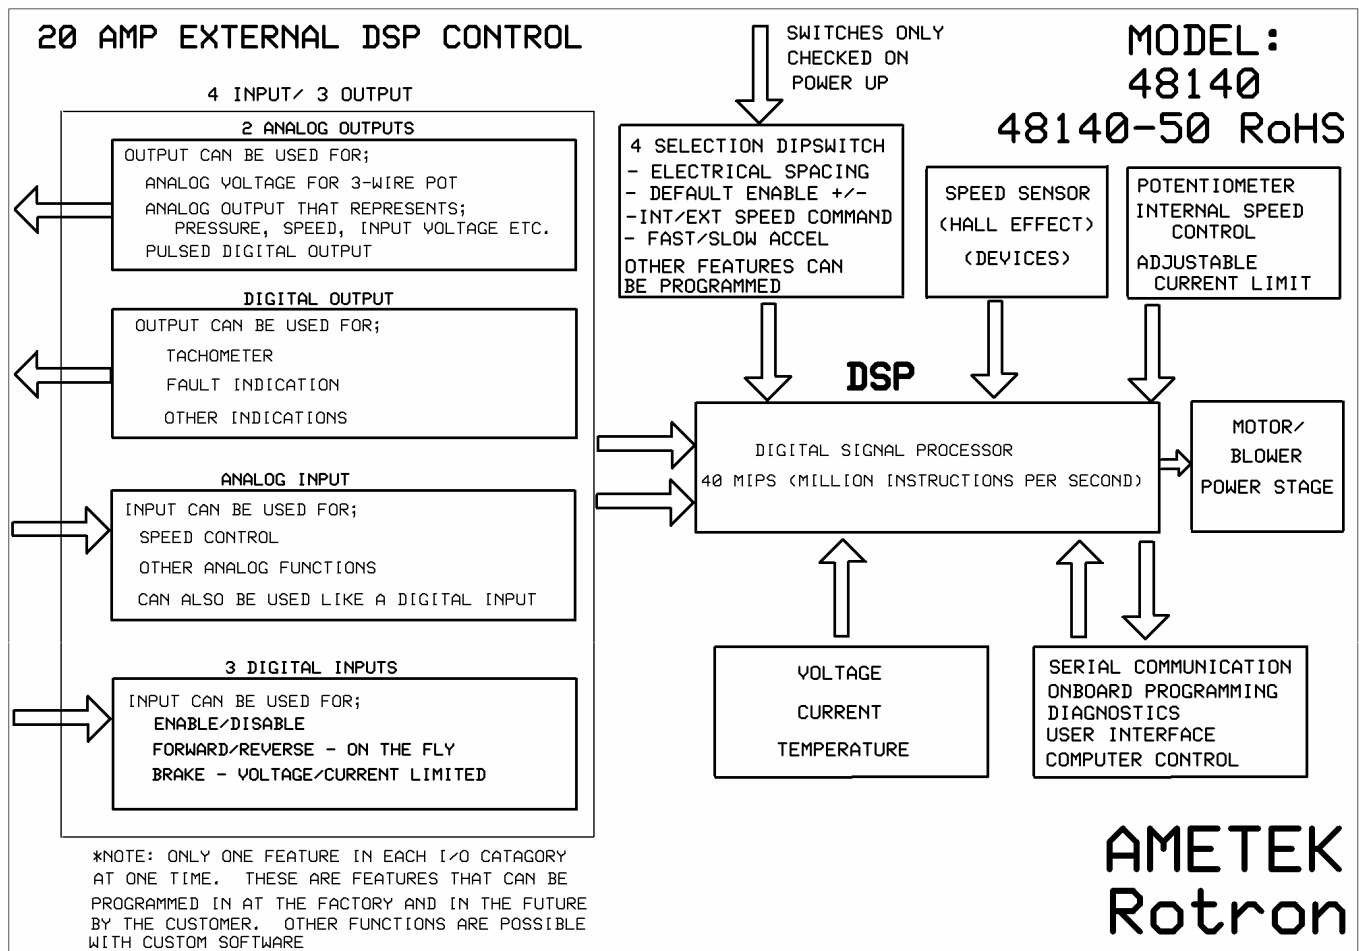 20 AMP EXTERNAL DSP CONTROL
4 INPUT/ 3 OUTPUT
2 ANALOG OUTPUTS
OUTPUT CAN BE USED FOR;
ANALOG VOLTAGE FOR 3-WIRE POT
ANALOG OUTPUT THAT REPRESENTS;
PRESSURE, SPEED, INPUT VOLTAGE ETC.
PULSED DIGITAL OUTPUT
DIGITAL OUTPUT
OUTPUT CAN BE USED FOR;
TACHOMETER
FAULT INDICATION
OTHER INDICATIONS
ANALOG INPUT
INPUT CAN BE USED FOR;
SPEED CONTROL
OTHER ANALOG FUNCTIONS
CAN ALSO BE USED LIKE A DIGITAL INPUT
3 DIGITAL INPUTS
INPUT CAN BE USED FOR;
ENABLE/DISABLE
FORWARD/REVERSE - ON THE FLY
BRAKE - VOLTAGE/CURRENT LIMITED
*NOTE: ONLY ONE FEATURE IN EACH I/O CATAGORY
AT ONE TIME. THESE ARE FEATURES THAT CAN BE
PROGRAMMED IN AT THE FACTORY AND IN THE FUTURE
BY THE CUSTOMER. OTHER FUNCTIONS ARE POSSIBLE
WITH CUSTOM SOFTWARE
SWITCHES ONLY
CHECKED ON
POWER UP
MODEL:
48140
48140-50 RoHS
4 SELECTION DIPSWITCH
- ELECTRICAL SPACING
- DEFAULT ENABLE +/-
-INT/EXT SPEED COMMAND
- FAST/SLOW ACCEL
OTHER FEATURES CAN
BE PROGRAMMED
SPEED SENSOR
(HALL EFFECT)
(DEVICES)
POTENTIOMETER
INTERNAL SPEED
CONTROL
ADJUSTABLE
CURRENT LIMIT
DSP
DIGITAL SIGNAL PROCESSOR
40 MIPS (MILLION INSTRUCTIONS PER SECOND)
MOTOR/
BLOWER
POWER STAGE
VOLTAGE
CURRENT
TEMPERATURE
SERIAL COMMUNICATION
ONBOARD PROGRAMMING
DIAGNOSTICS
USER INTERFACE
COMPUTER CONTROL
AMETEK
Rotron